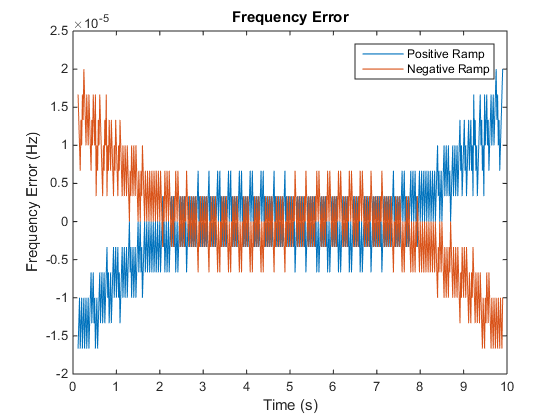 Frequency Error
×10⁻⁵
Positive Ramp
Negative Ramp
2.5
2
1.5
1
0.5
0
-0.5
-1
-1.5
-2
Frequency Error (Hz)
0 1 2 3 4 5 6 7 8 9 10
Time (s)